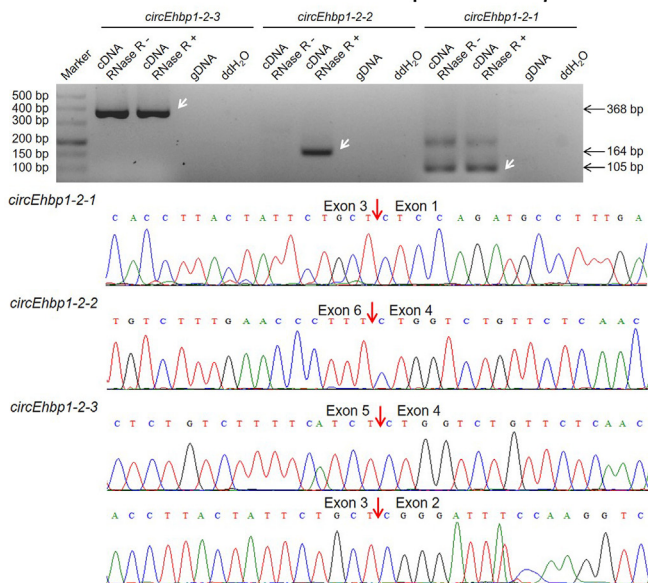 circEhbp1-2-3 circEhbp1-2-2 circEhbp1-2-1
Marker cDNA RNase R - cDNA RNase R + gDNA ddH2O cDNA RNase R - cDNA RNase R + gDNA ddH2O cDNA RNase R - cDNA RNase R + gDNA ddH2O
500 bp
400 bp 368 bp
300 bp
200 bp
150 bp 164 bp
100 bp 105 bp
circEhbp1-2-1 Exon 3 Exon 1
C A C C T T A C T A T T C T G C T C T C C A G A T G C C T T T G A
circEhbp1-2-2 Exon 6 Exon 4
T G T C T T T G A A C C C T T T C T G G T C T G T T C T C A A C
circEhbp1-2-3 Exon 5 Exon 4
C T C T G T C T T T T C A T C T C T G G T C T G T T C T C A A C
Exon 3 Exon 2
A C C T T A C T A T T C T G C T C G G G A T T T C C A A G G T C